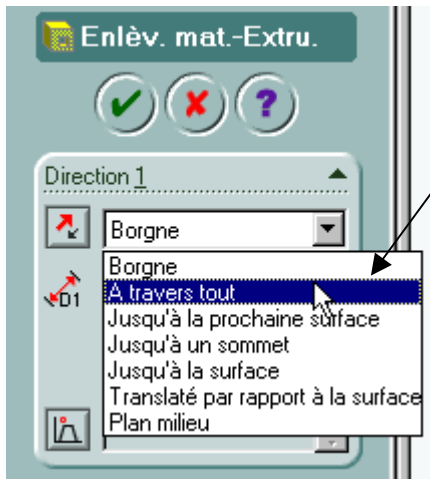 Enlèv. mat.-Extru.
?
Direction 1
Borgne
Borgne
A travers tout
Jusqu'à la prochaine surface
Jusqu'à un sommet
Jusqu'à la surface
Translaté par rapport à la surface
Plan milieu
D1